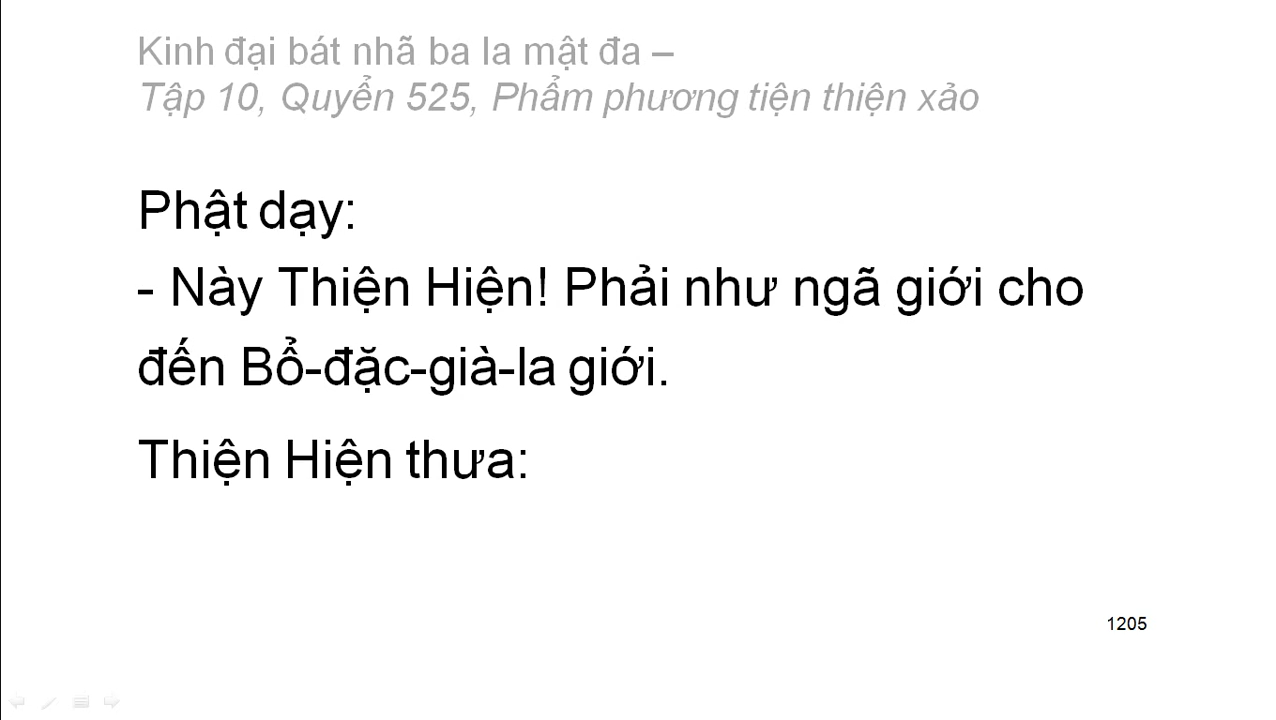 Kinh đại bát nhã ba la mật đa –
Tập 10, Quyển 525, Phẩm phương tiện thiện xảo
Phật dạy:
- Này Thiện Hiện! Phải như ngã giới cho
đến Bổ-đặc-già-la giới.
Thiện Hiện thưa:
1205